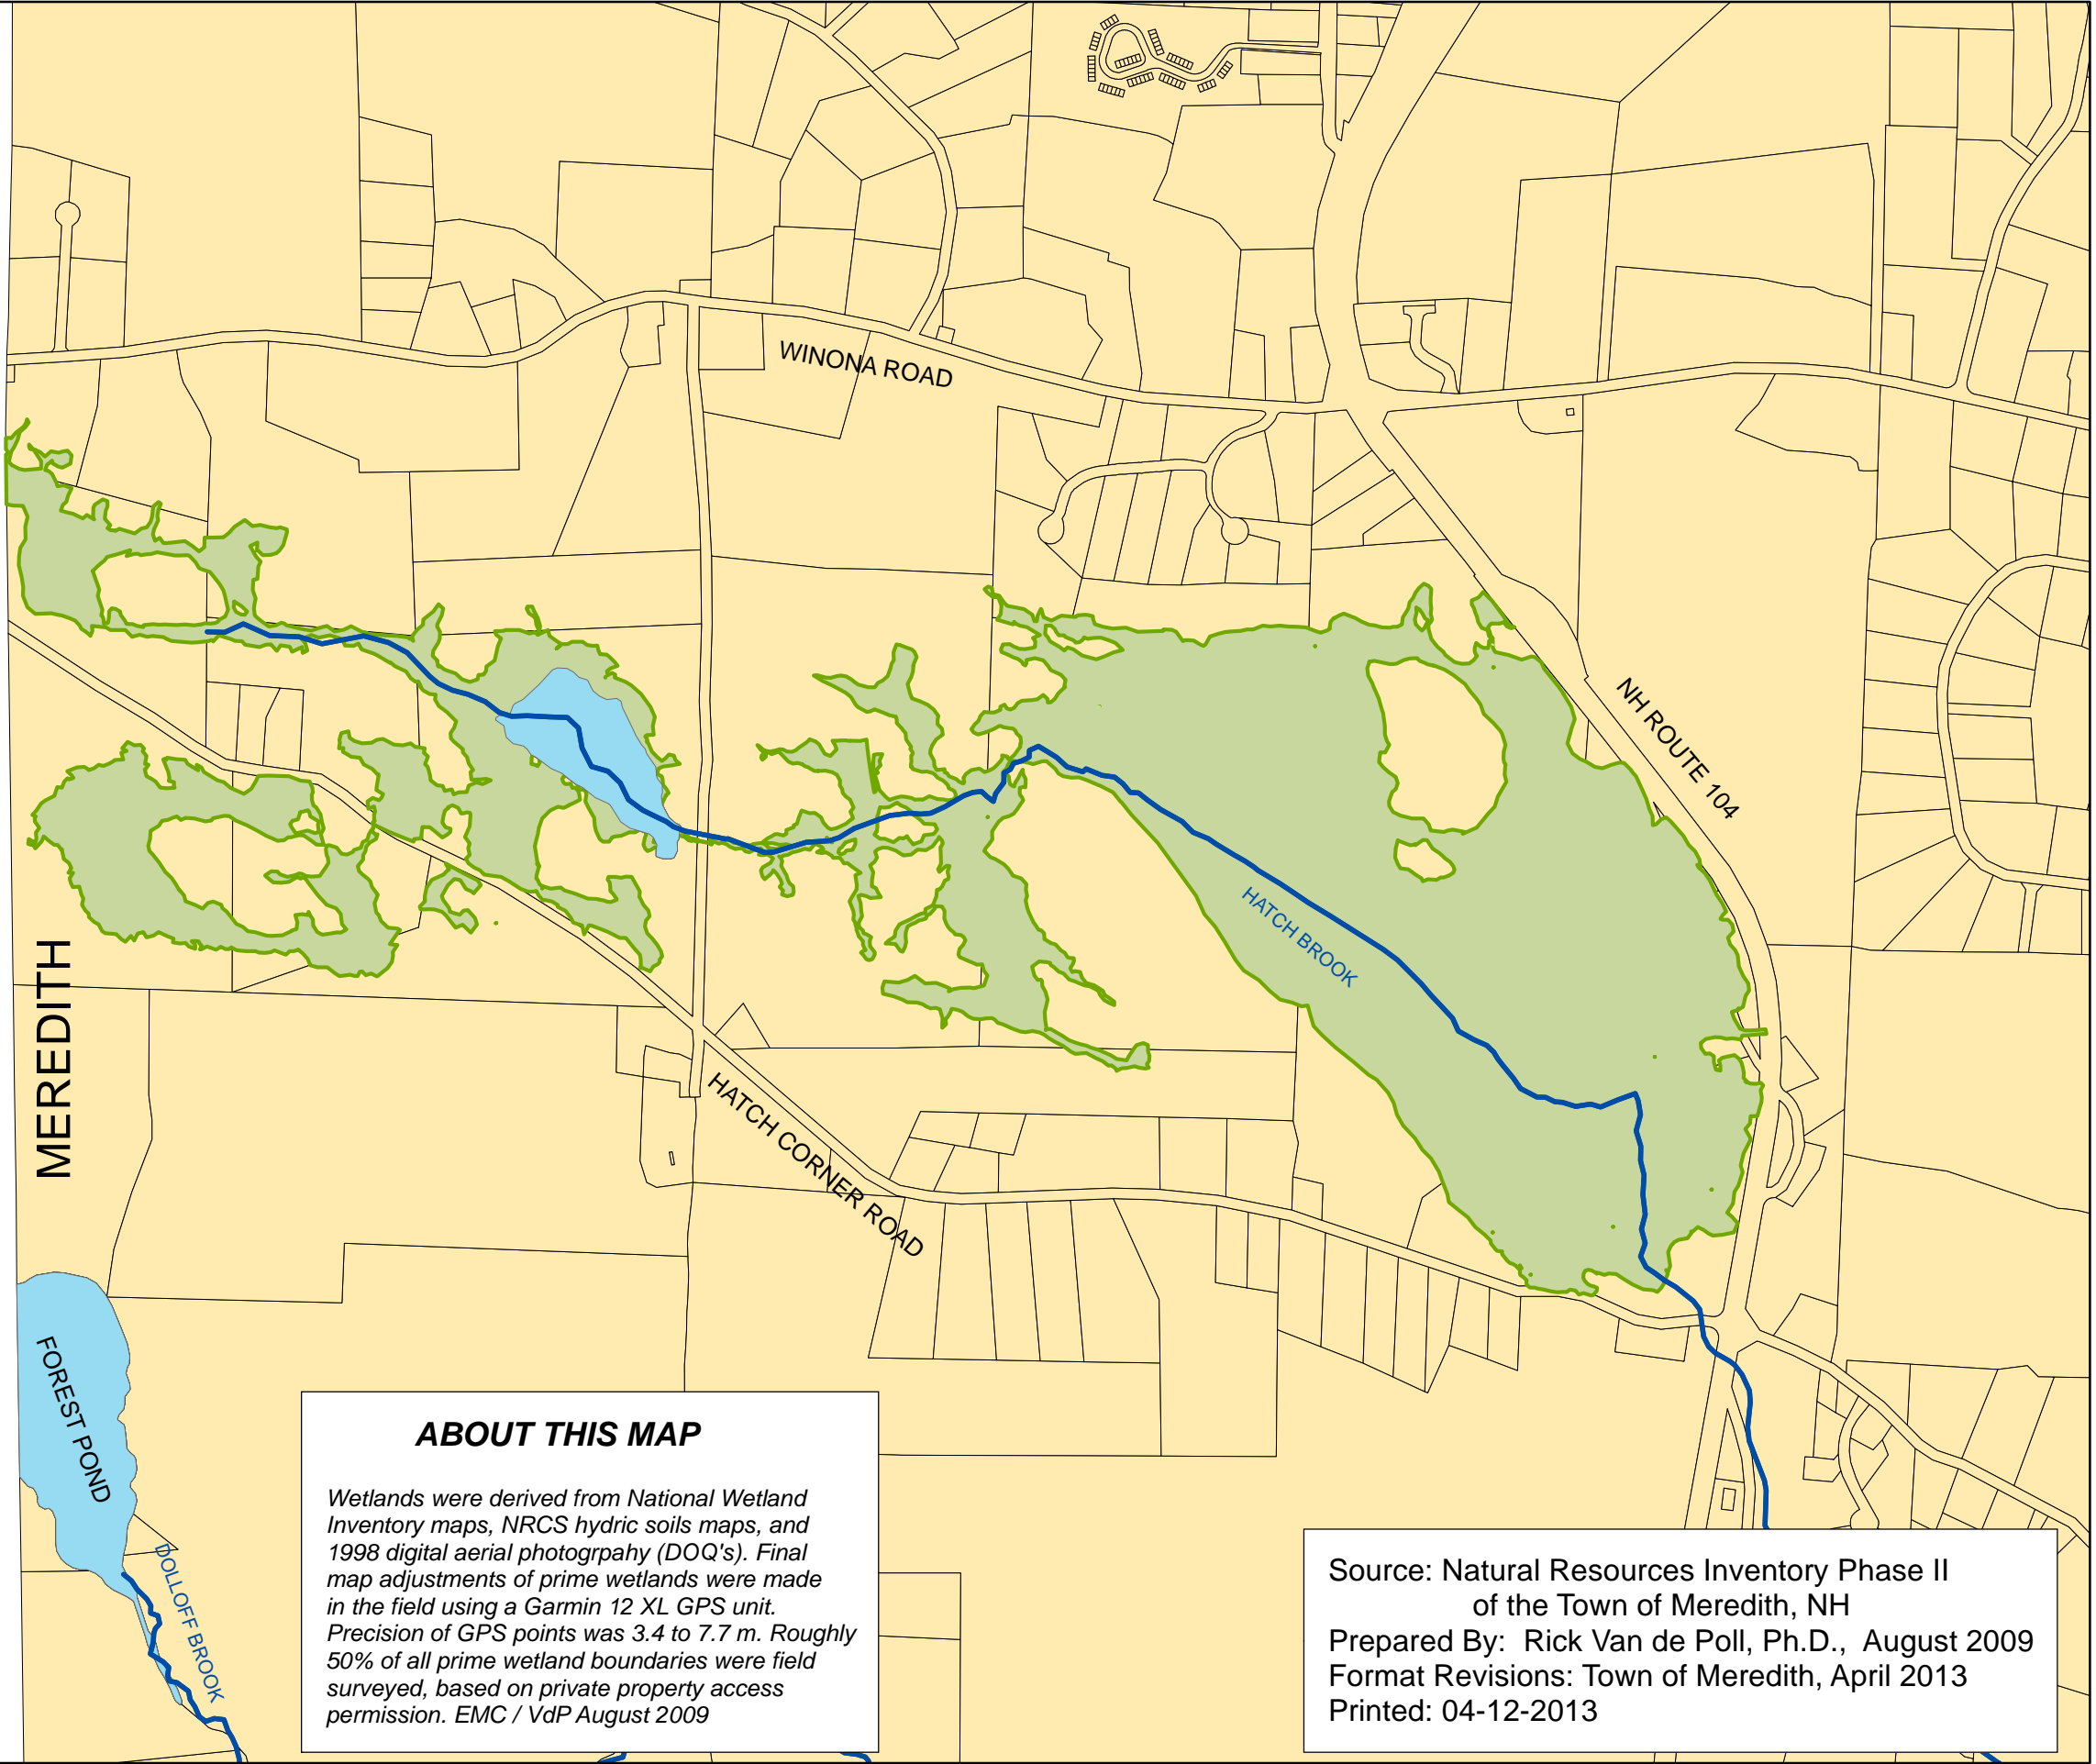 WINONA ROAD
NH ROUTE 104
HATCH BROOK
MEREDITH
HATCH CORNER ROAD
FOREST POND
DOLLOFF BROOK
ABOUT THIS MAP
Wetlands were derived from National Wetland
Inventory maps, NRCS hydric soils maps, and
1998 digital aerial photogrpahy (DOQ's). Final
map adjustments of prime wetlands were made
in the field using a Garmin 12 XL GPS unit.
Precision of GPS points was 3.4 to 7.7 m. Roughly
50% of all prime wetland boundaries were field
surveyed, based on private property access
permission. EMC / VdP August 2009
Source: Natural Resources Inventory Phase II
of the Town of Meredith, NH
Prepared By: Rick Van de Poll, Ph.D., August 2009
Format Revisions: Town of Meredith, April 2013
Printed: 04-12-2013